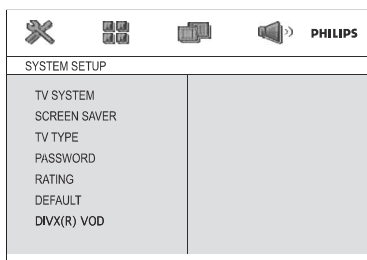 PHILIPS
SYSTEM SETUP
TV SYSTEM
SCREEN SAVER
TV TYPE
PASSWORD
RATING
DEFAULT
DIVX(R) VOD